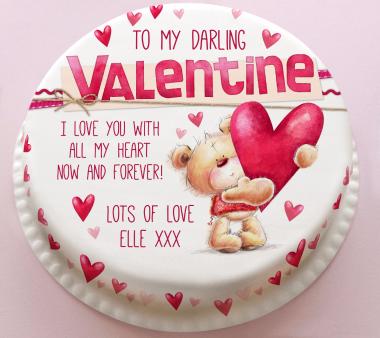 TO MY DARLING
VALENTINE
I LOVE YOU WITH
ALL MY HEART
NOW AND FOREVER!
LOTS OF LOVE
ELLE XXX